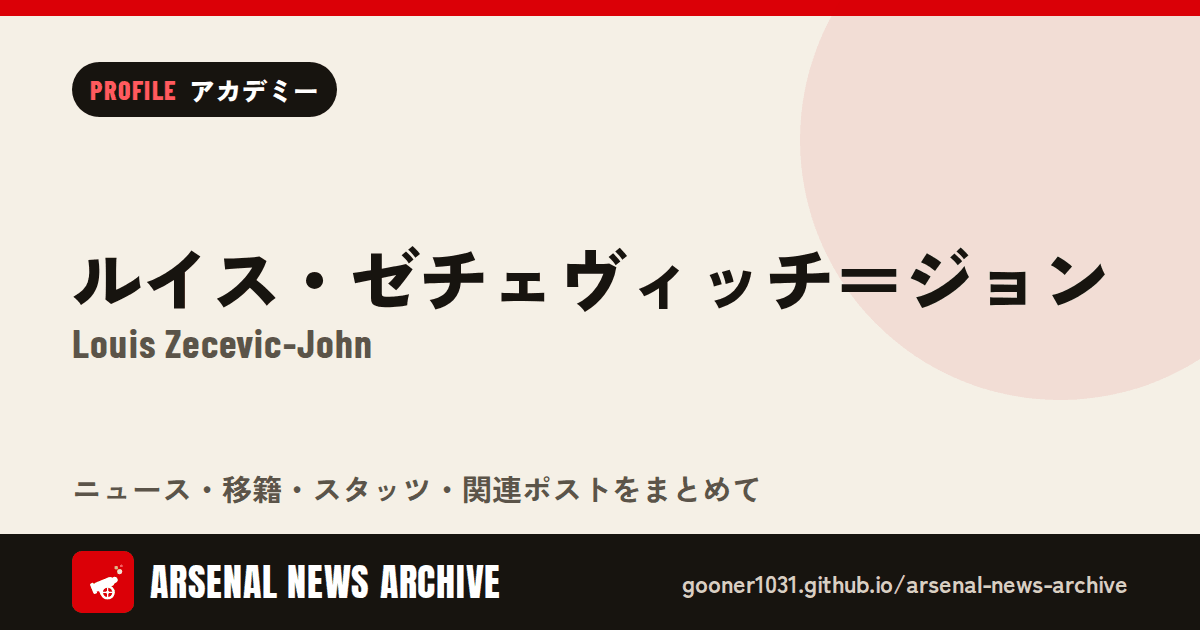 PROFILE アカデミー
ルイス・ゼチェヴィッチ＝ジョン
Louis Zecevic-John
ニュース・移籍・スタッツ・関連ポストをまとめて
ARSENAL NEWS ARCHIVE
gooner1031.github.io/arsenal-news-archive